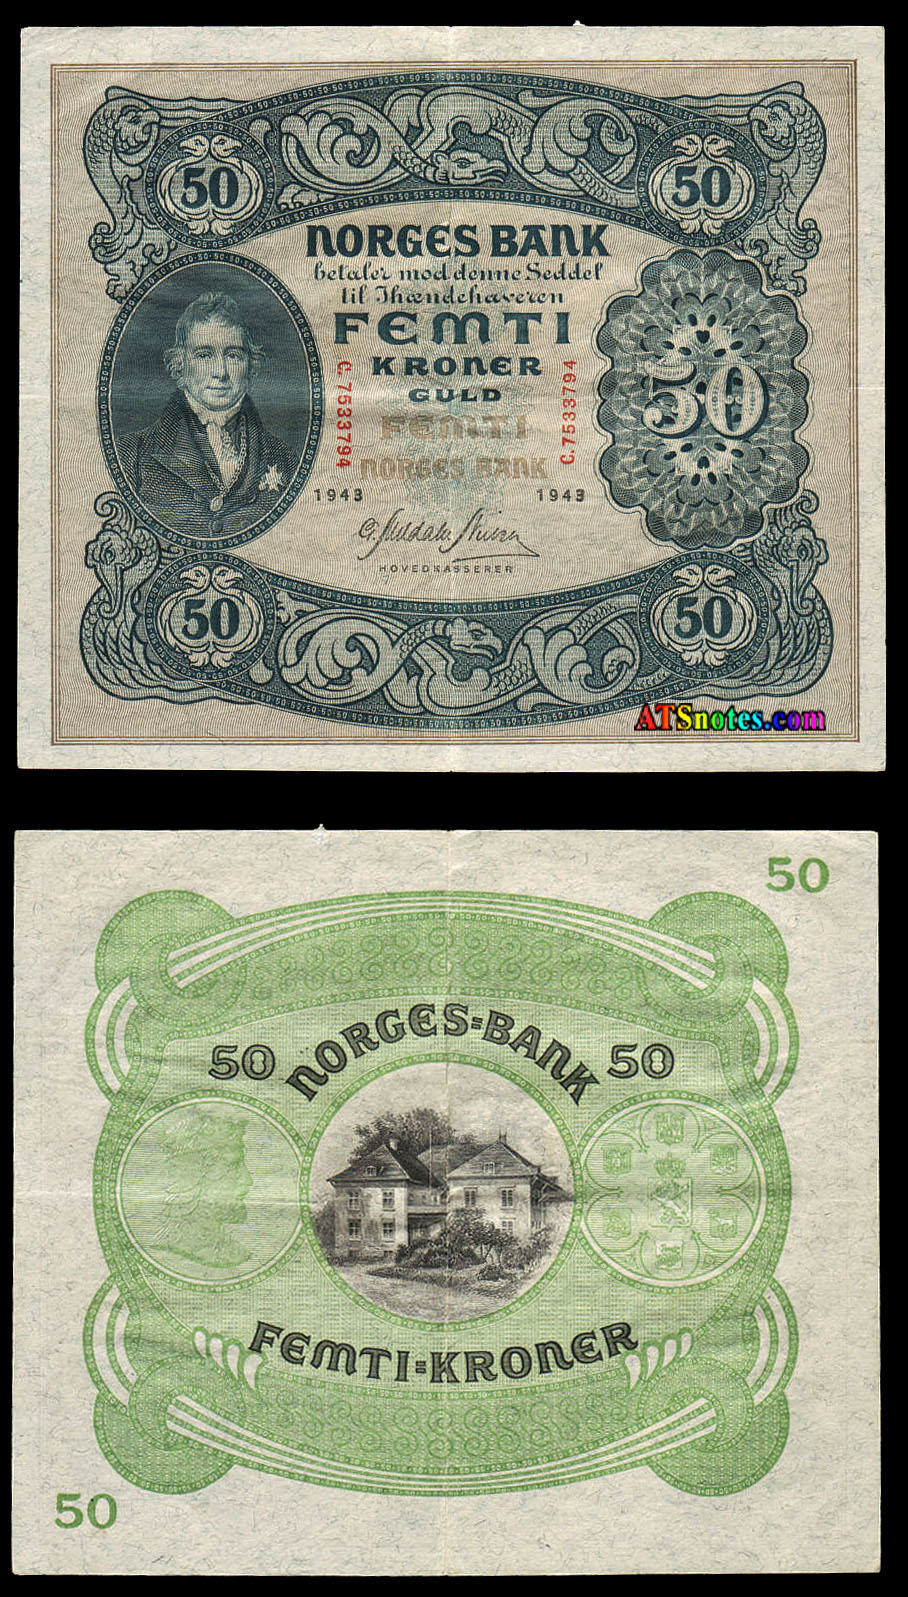 50
50
NORGES BANK
betaler mod denne Seddel
til Ihændehaveren
FEMTI
KRONER
GULD
FEMTI
NORGES BANK
C. 7533794
C. 7533794
50
1943
1943
HOVEDKASSERER
50
50
ATSnotes.com
50
NORGES=BANK
50
50
FEMTI=KRONER
50